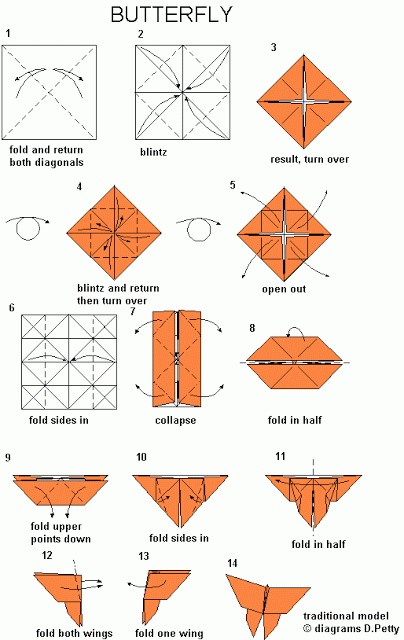 BUTTERFLY
1
2
3
fold and return
both diagonals
blintz
result, turn over
4
5
blintz and return
then turn over
open out
6
7
8
fold sides in
collapse
fold in half
9
10
11
fold upper
points down
fold sides in
fold in half
12
13
14
fold both wings
fold one wing
traditional model
© diagrams D.Petty